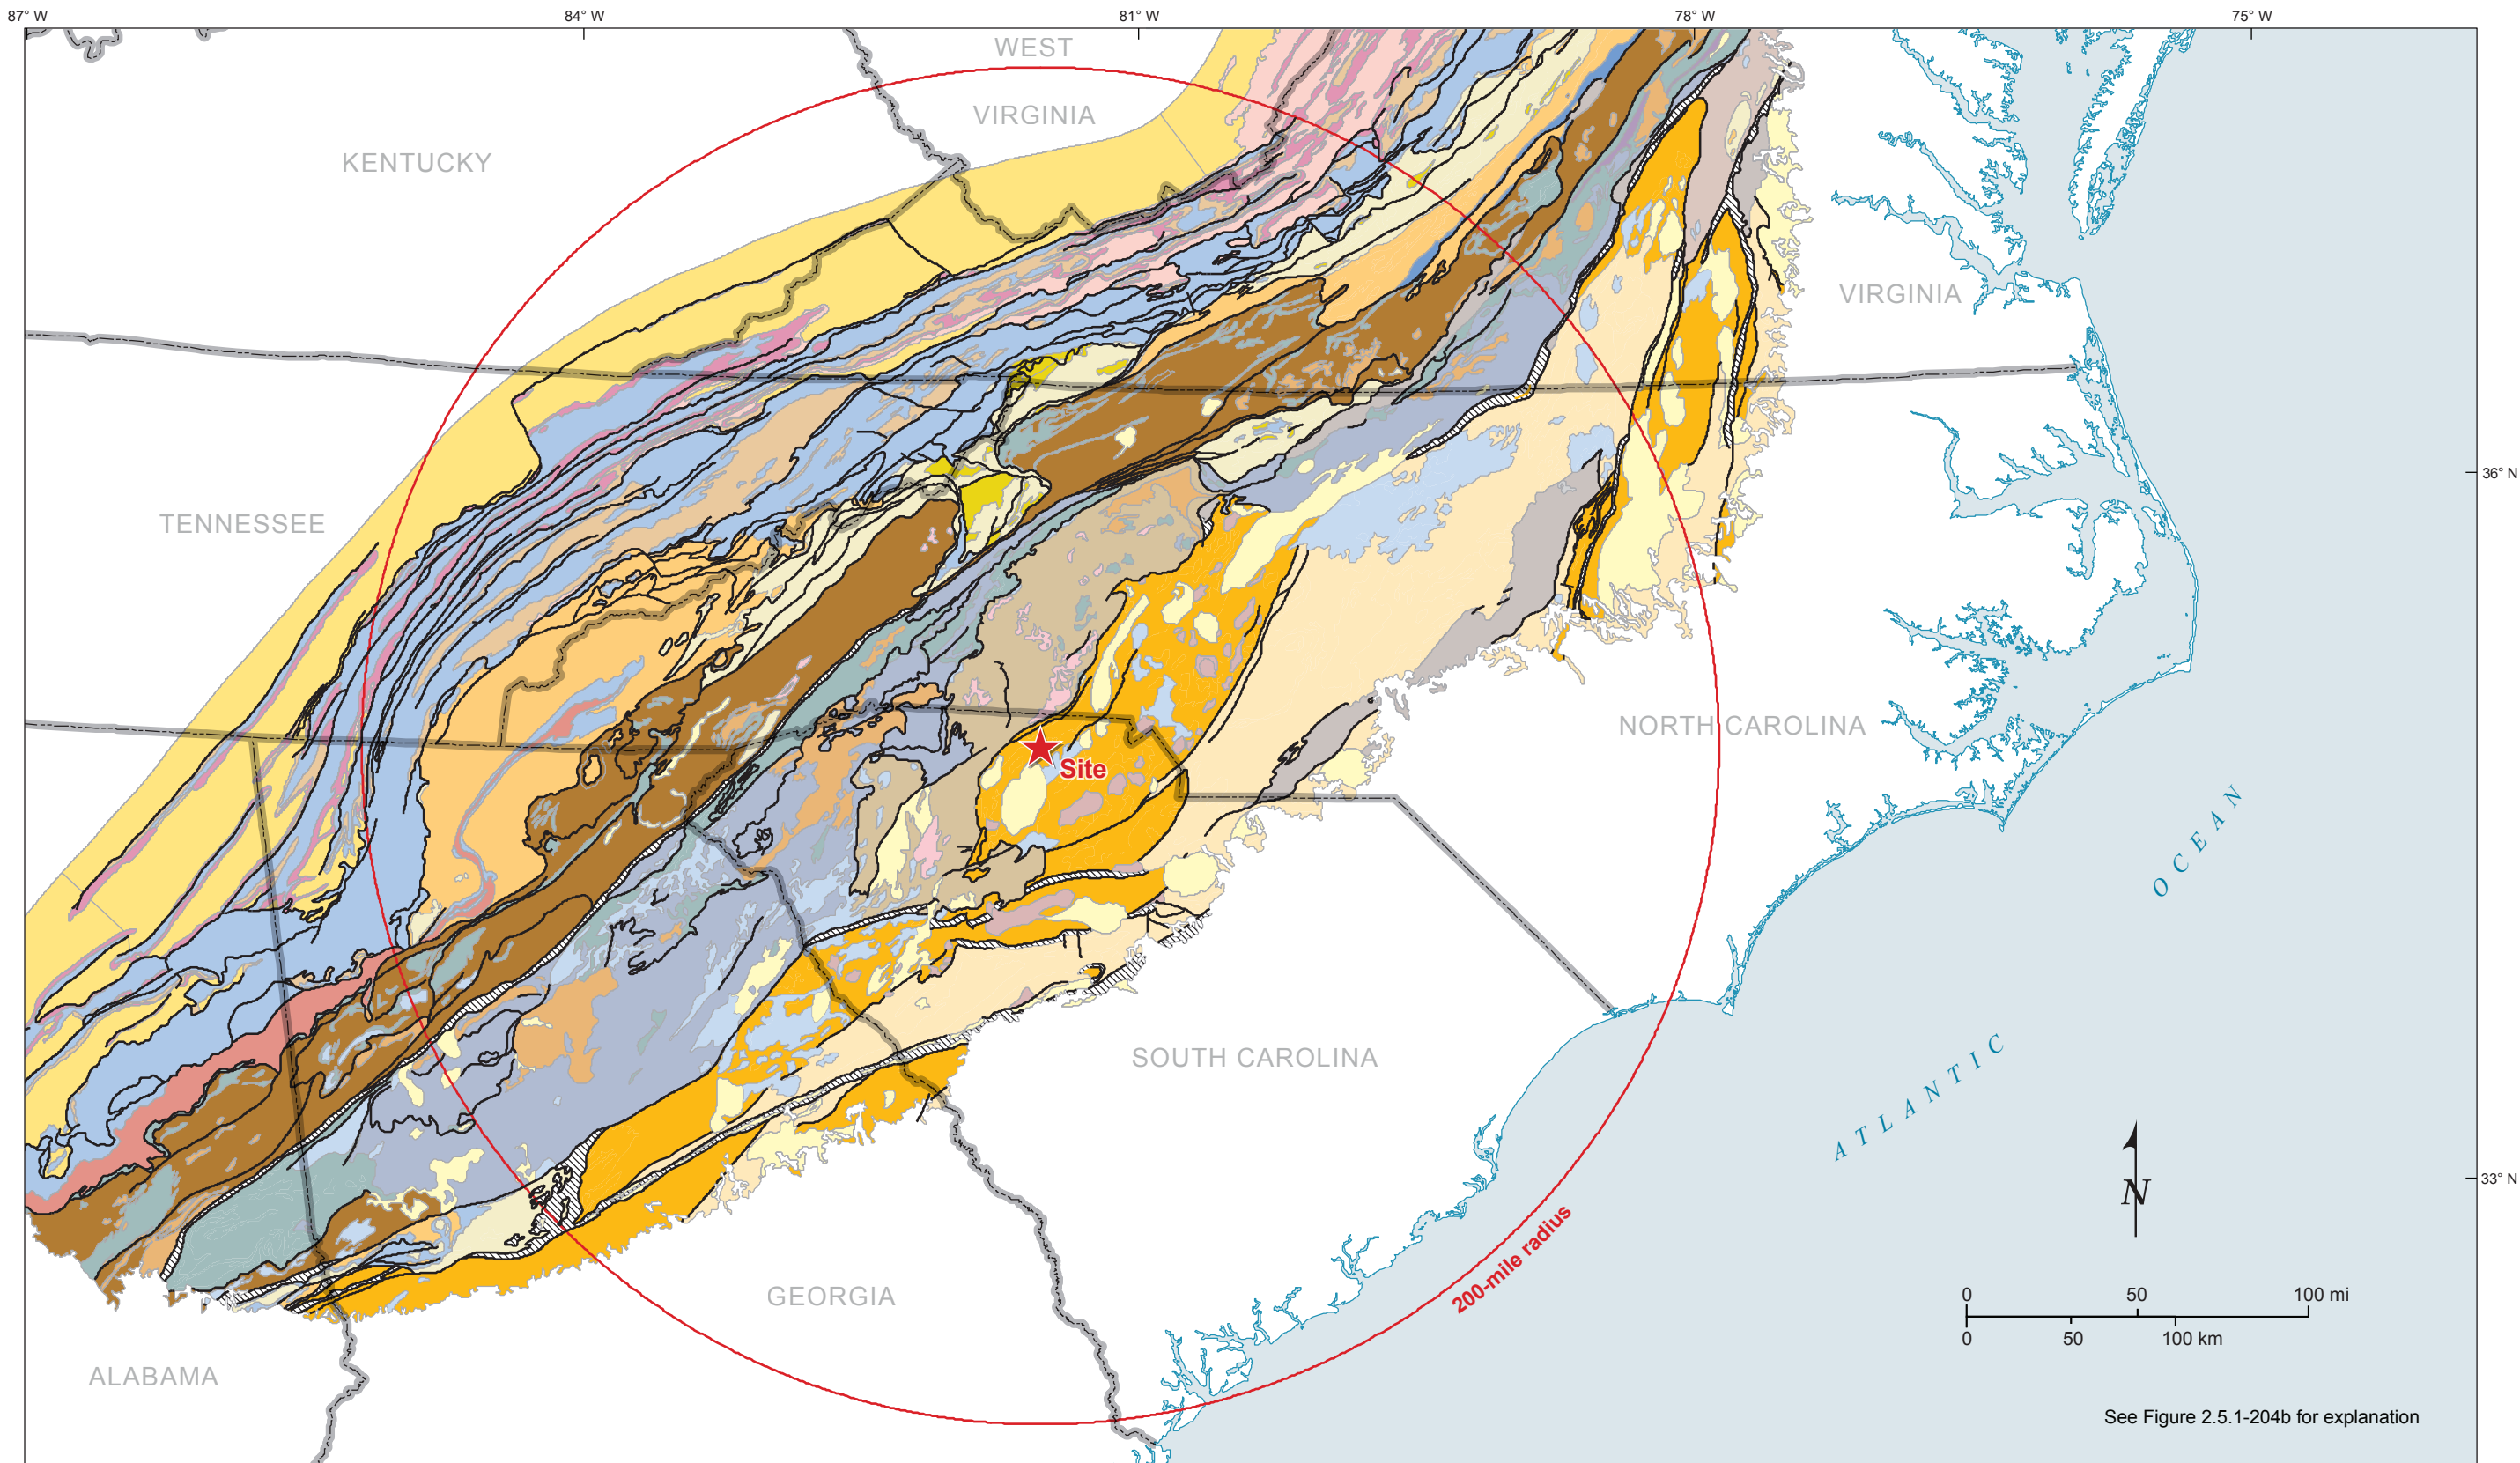 87° W
84° W
81° W
78° W
75° W
WEST
VIRGINIA
KENTUCKY
VIRGINIA
36° N
TENNESSEE
NORTH CAROLINA
Site
OCEAN
SOUTH CAROLINA
ATLANTIC
33° N
N
200-mile radius
GEORGIA
0 50 100 mi
0 50 100 km
ALABAMA
See Figure 2.5.1-204b for explanation